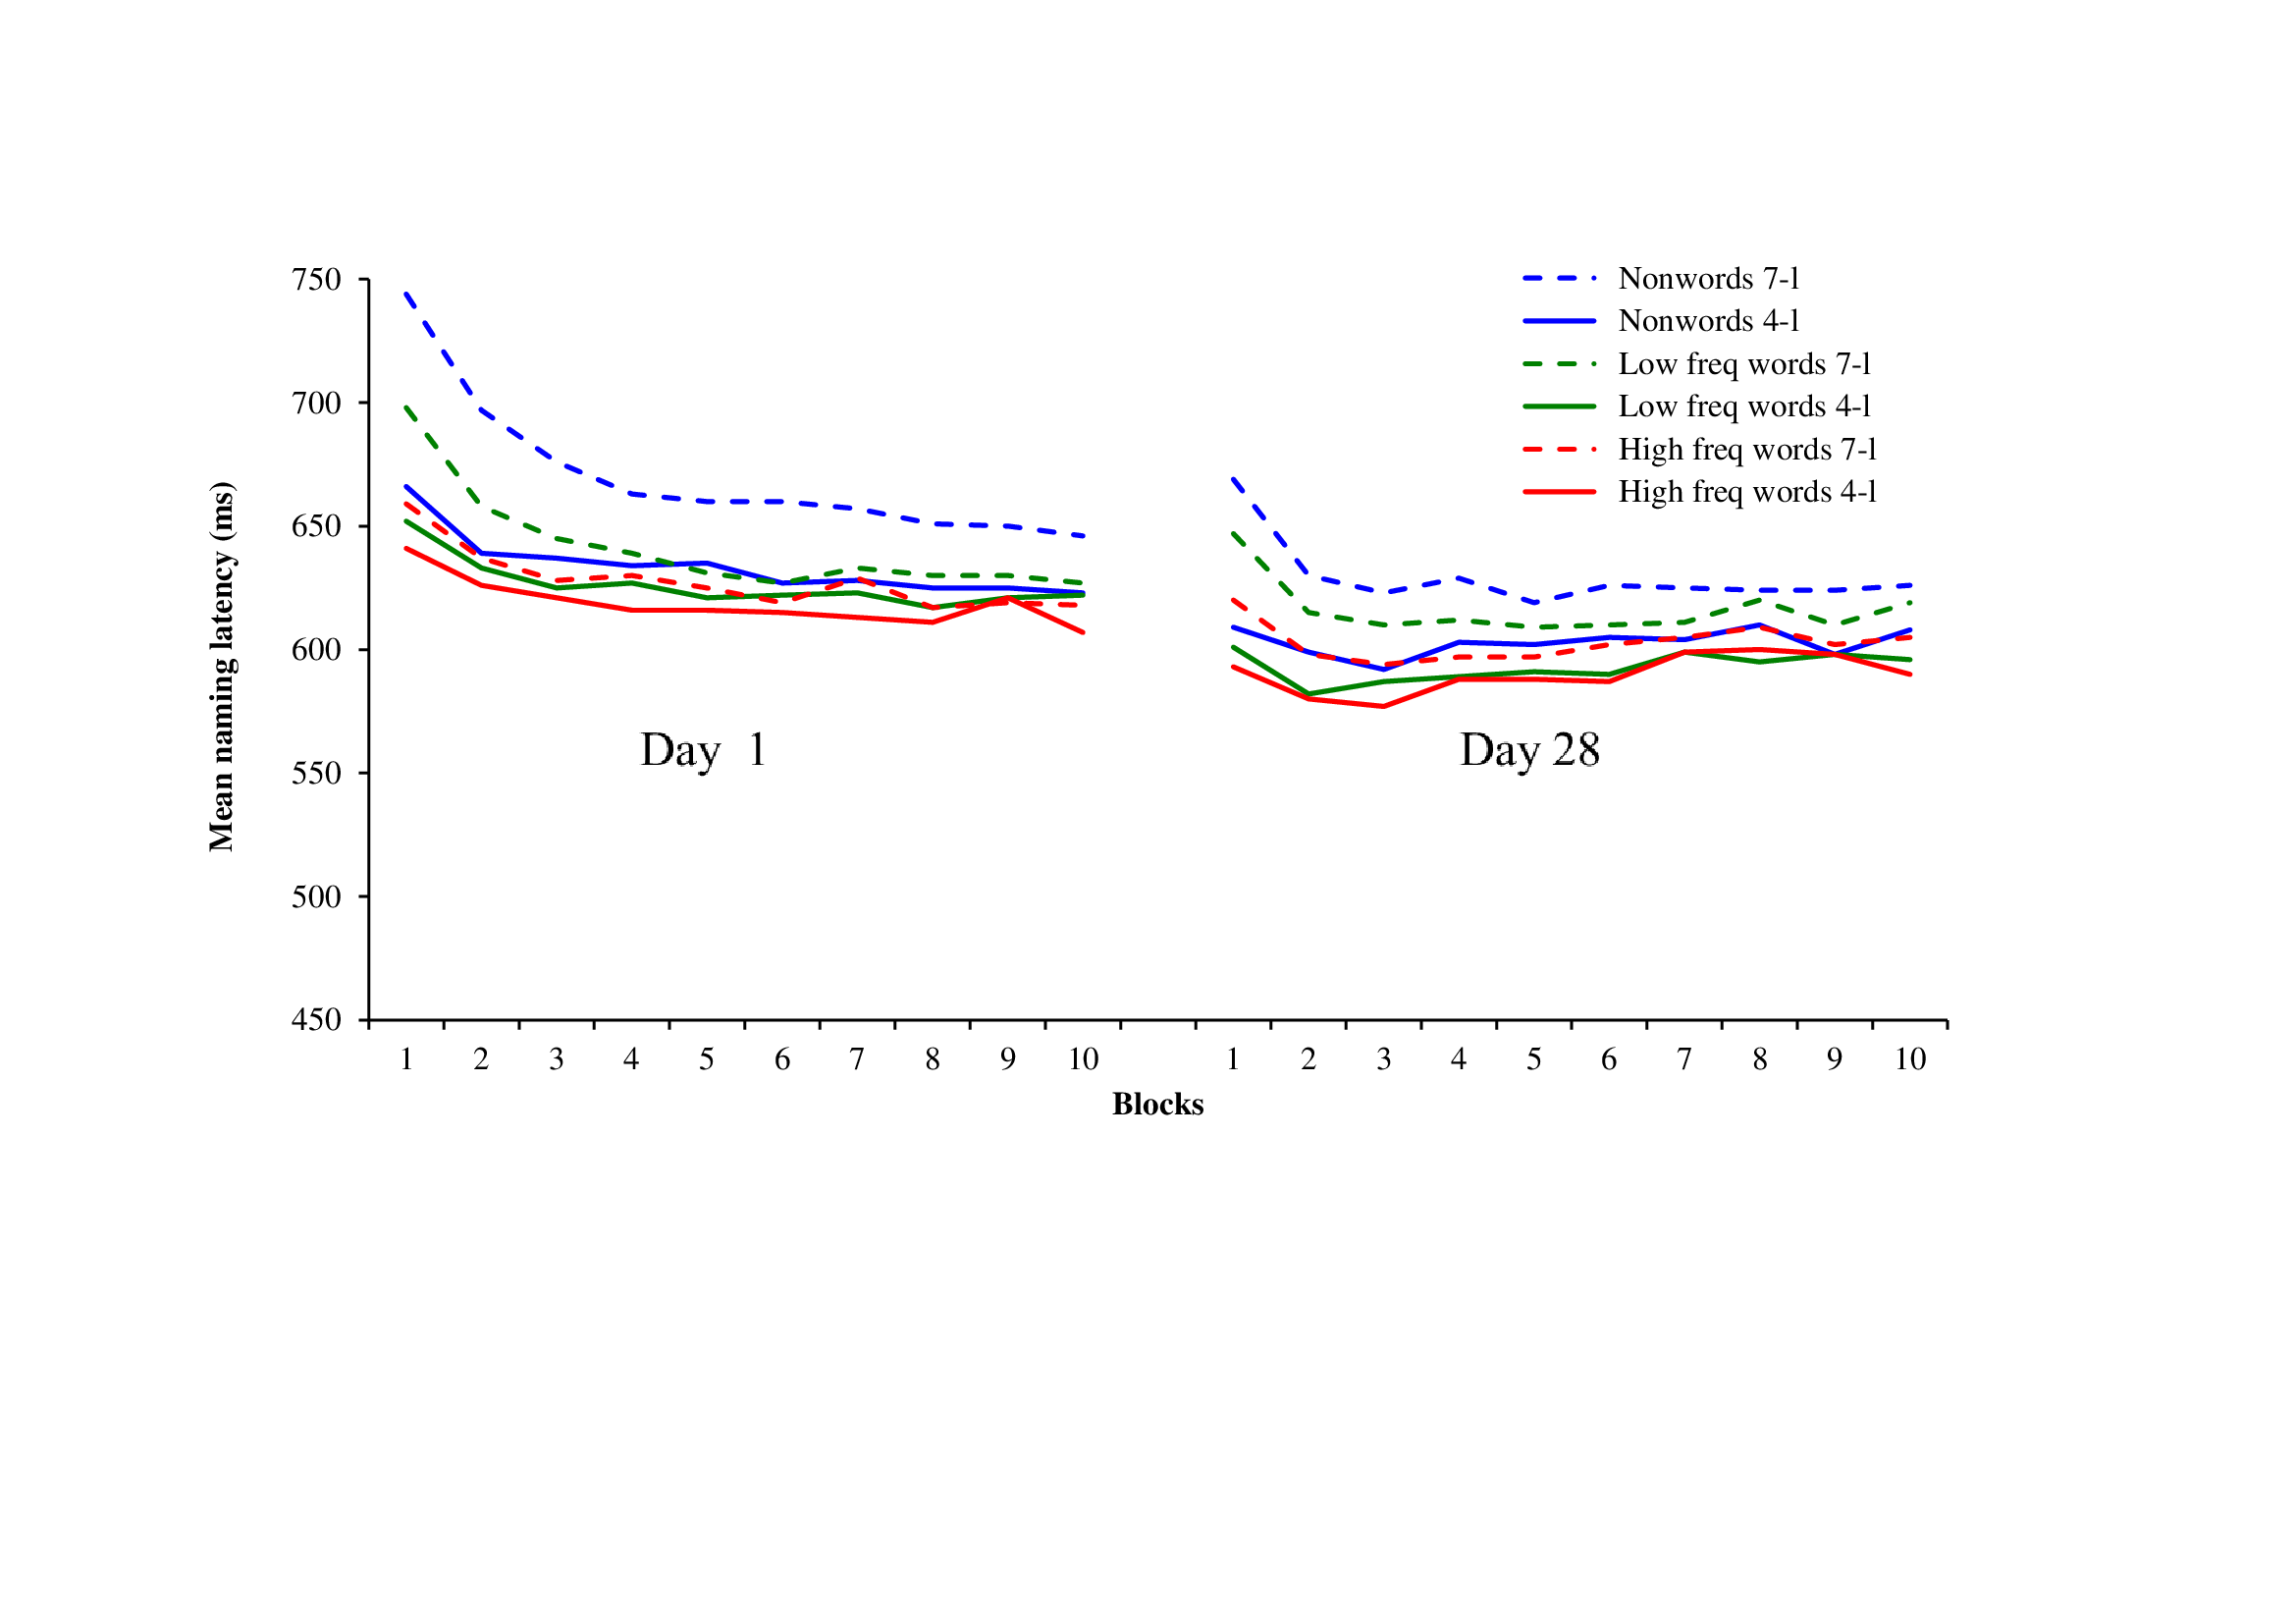 750
700
650
600
550
500
450
Mean naming latency (ms)
Nonwords 7-l
Nonwords 4-l
Low freq words 7-l
Low freq words 4-l
High freq words 7-l
High freq words 4-l
Day 1
Day 28
1 2 3 4 5 6 7 8 9 10 1 2 3 4 5 6 7 8 9 10
Blocks